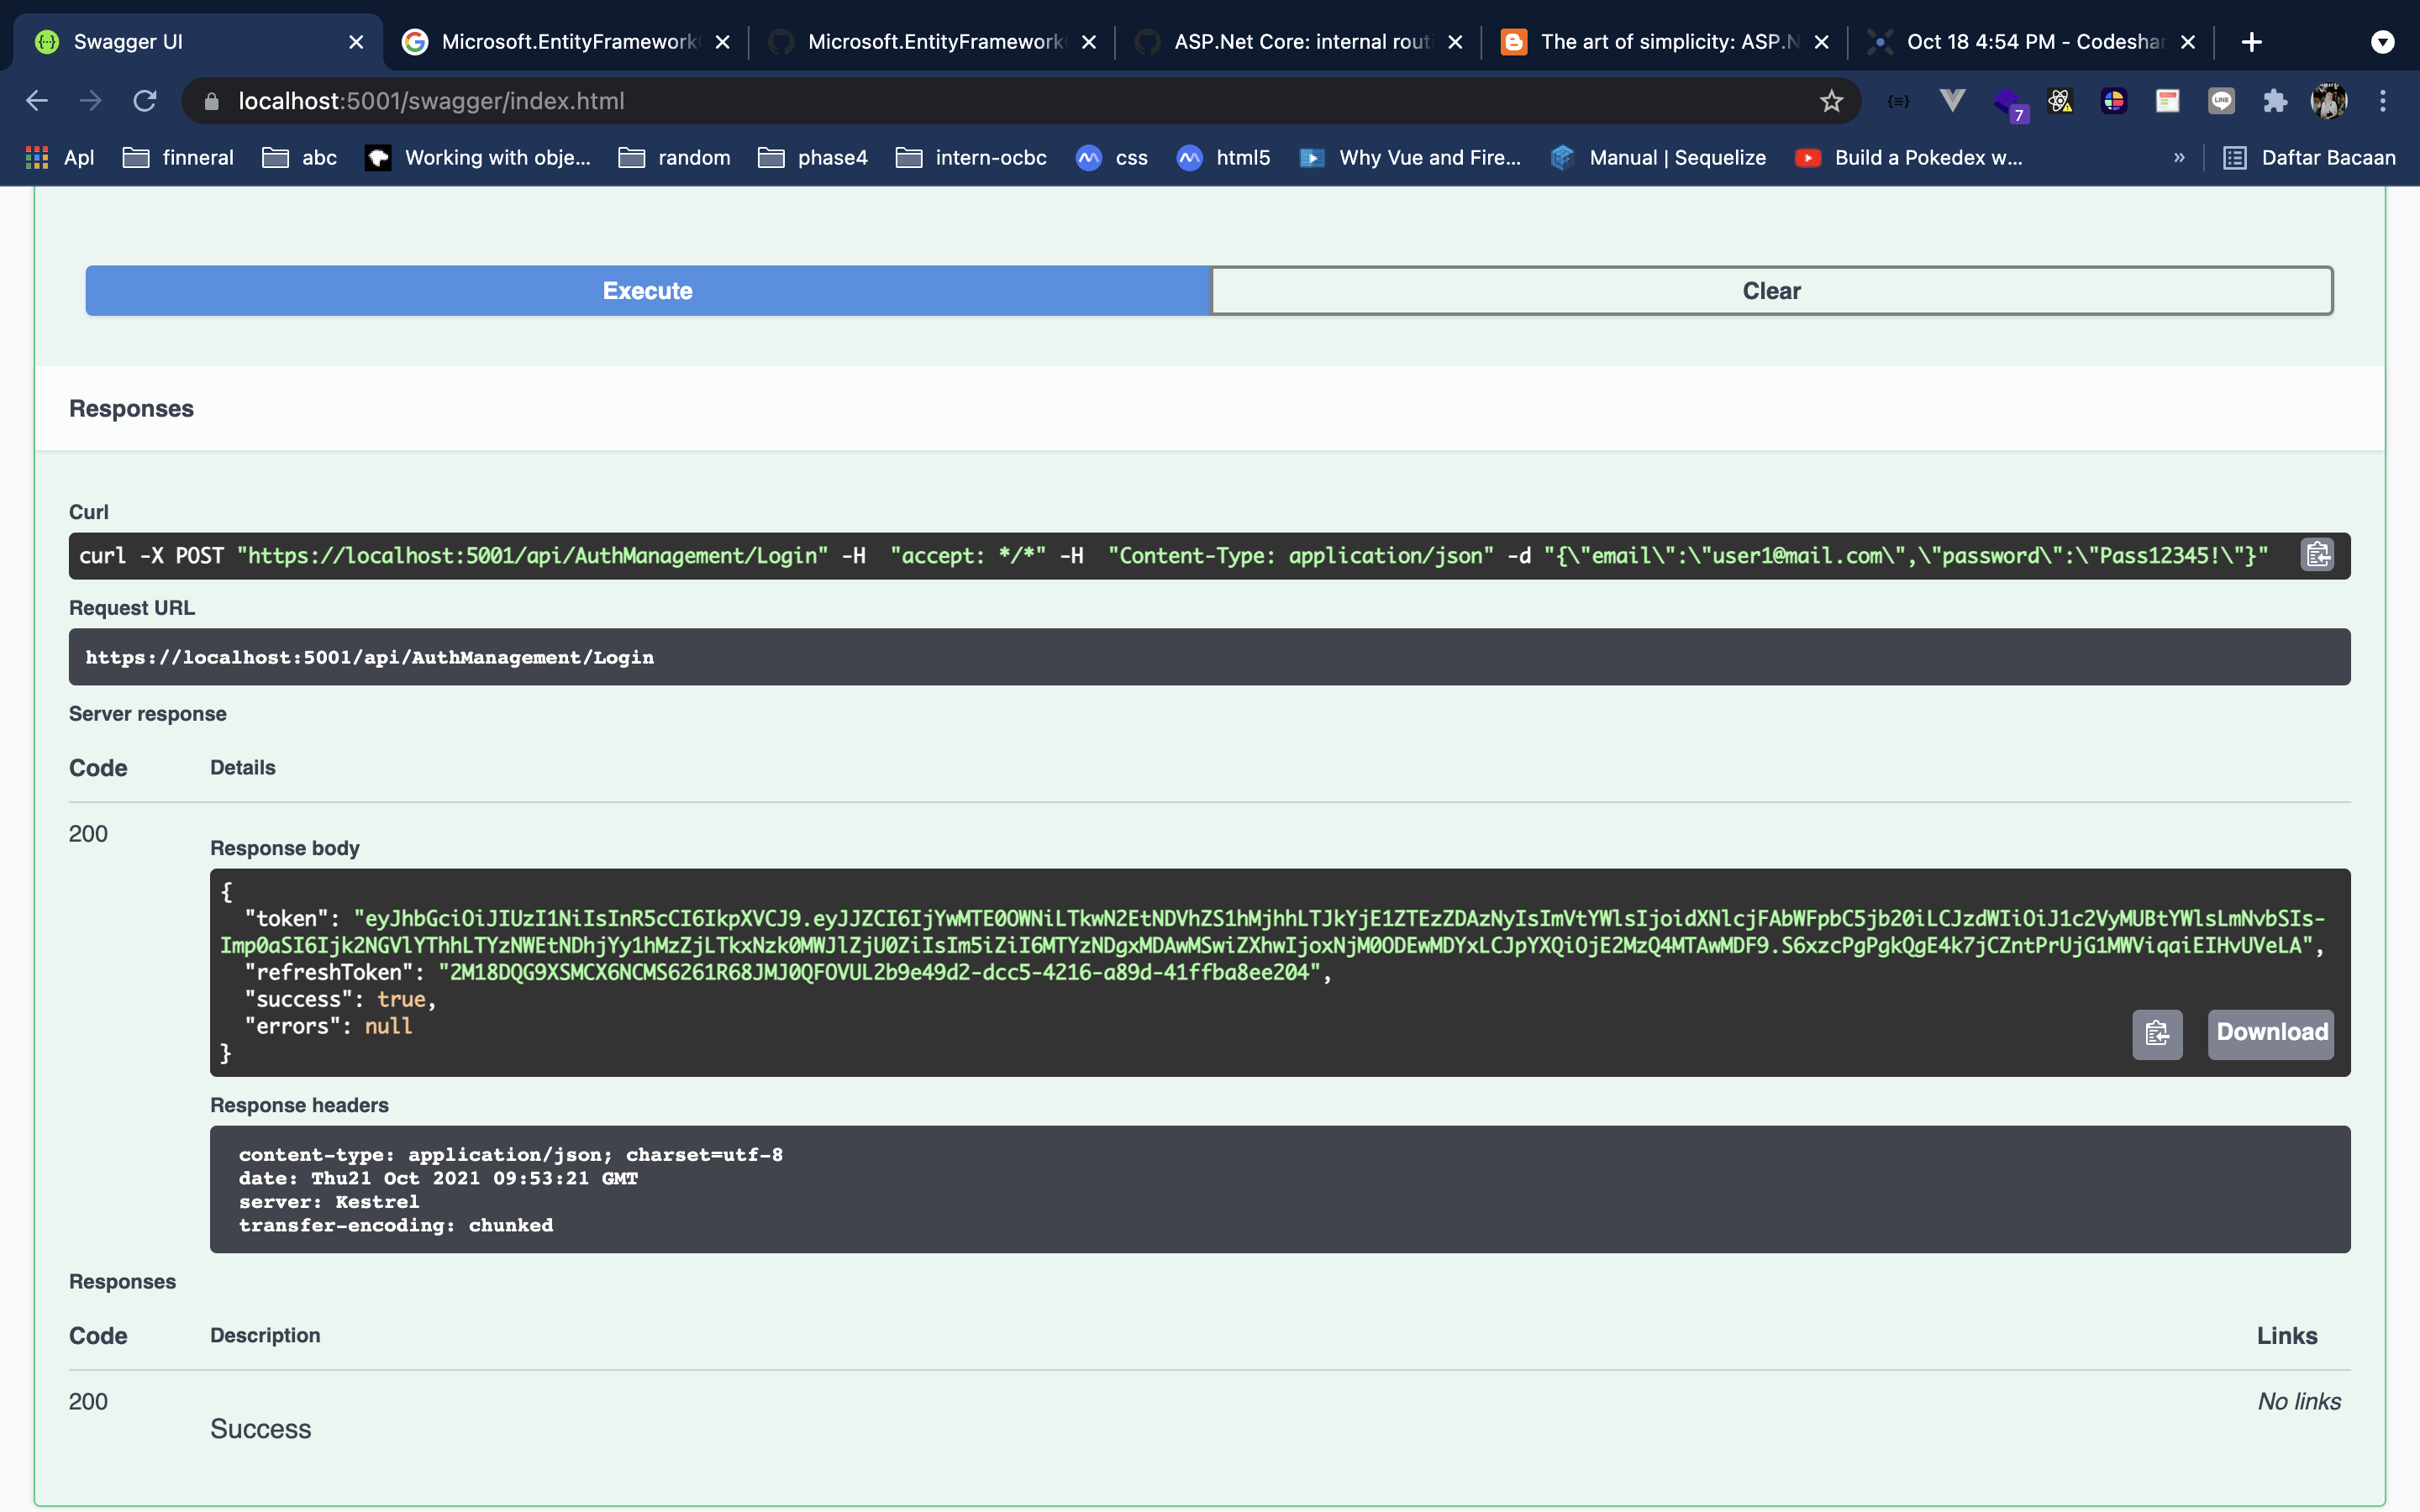 Swagger UI
Microsoft.EntityFramework
Microsoft.EntityFramework
ASP.Net Core: internal rout
The art of simplicity: ASP.N
Oct 18 4:54 PM - Codeshar
localhost:5001/swagger/index.html
7
LINE
Apl
finneral
abc
Working with obje...
random
phase4
intern-ocbc
css
html5
Why Vue and Fire...
Manual | Sequelize
Build a Pokedex w...
»
Daftar Bacaan
Execute
Clear
Responses
Curl
curl -X POST "https://localhost:5001/api/AuthManagement/Login" -H  "accept: */*" -H  "Content-Type: application/json" -d "{\"email\":\"user1@mail.com\",\"password\":\"Pass12345!\"}"
Request URL
https://localhost:5001/api/AuthManagement/Login
Server response
Code Details
200
Response body
{
"token": "eyJhbGciOiJIUzI1NiIsInR5cCI6IkpXVCJ9.eyJJZCI6IjYwMTE0OWNiLTkwN2EtNDVhZS1hMjhhLTJkYjE1ZTEzZDAzNyIsImVtYWlsIjoidXNlcjFAbWFpbC5jb20iLCJzdWIiOiJ1c2VyMUBtYWlsLmNvbSIs-
Imp0aSI6Ijk2NGVlYThhLTYzNWEtNDhjYy1hMzZjLTkxNzk0MWJlZjU0ZiIsIm5iZiI6MTYzNDgxMDAwMSwiZXhwIjoxNjM0ODEwMDYxLCJpYXQiOjE2MzQ4MTAwMDF9.S6xzcPgPgkQgE4k7jCZntPrUjG1MWViqaiEIHvUVeLA",
"refreshToken": "2M18DQG9XSMCX6NCMS6261R68JMJ0QFOVUL2b9e49d2-dcc5-4216-a89d-41ffba8ee204",
"success": true,
"errors": null
}
Download
Response headers
content-type: application/json; charset=utf-8
date: Thu21 Oct 2021 09:53:21 GMT
server: Kestrel
transfer-encoding: chunked
Responses
Code Description Links
200 No links
Success